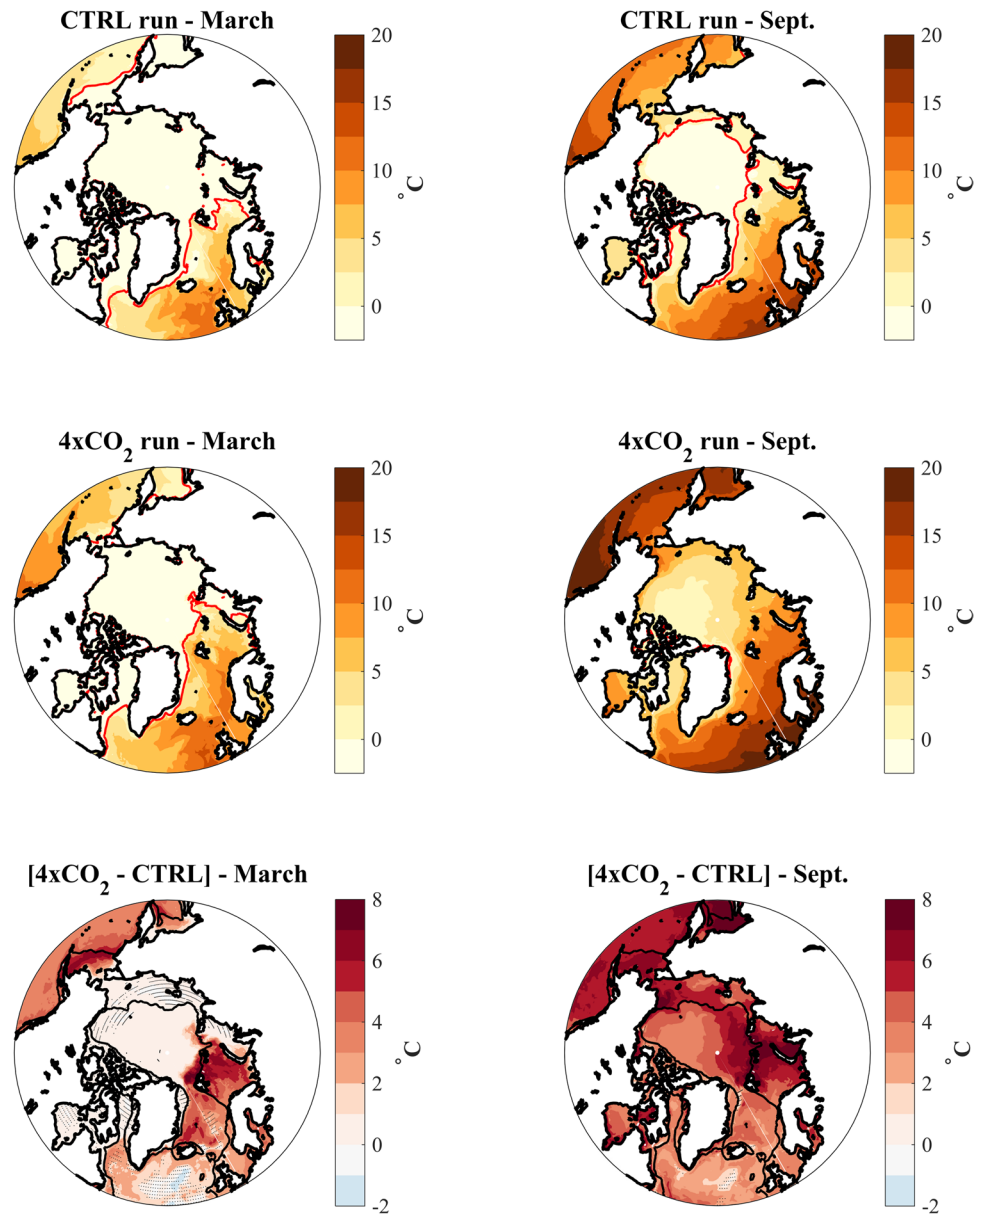 CTRL run - March
CTRL run - Sept.
20
15
10
5
0
°C
20
15
10
5
0
°C
4xCO2 run - March
4xCO2 run - Sept.
20
15
10
5
0
°C
20
15
10
5
0
°C
[4xCO2 - CTRL] - March
[4xCO2 - CTRL] - Sept.
8
6
4
2
0
-2
°C
8
6
4
2
0
-2
°C